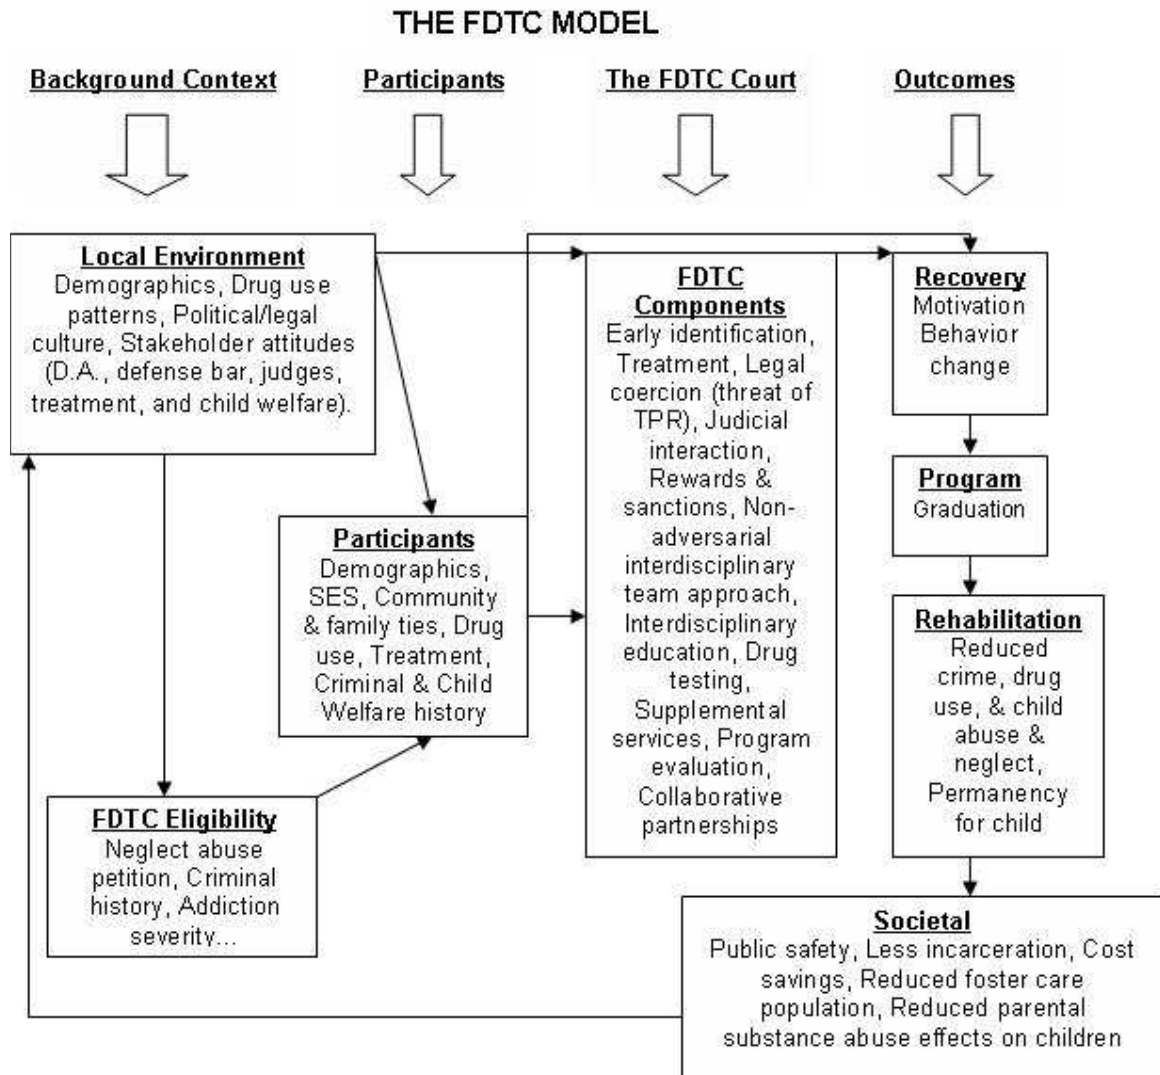 THE FDTC MODEL
Background Context
Participants
The FDTC Court
Outcomes
Local Environment
Demographics, Drug use
patterns, Political/legal
culture, Stakeholder attitudes
(D.A., defense bar, judges,
treatment, and child welfare).
FDTC Eligibility
Neglect abuse
petition, Criminal
history, Addiction
severity...
Participants
Demographics,
SES, Community
& family ties, Drug
use, Treatment,
Criminal & Child
Welfare history
FDTC
Components
Early identification,
Treatment, Legal
coercion (threat of
TPR), Judicial
interaction,
Rewards &
sanctions, Non-
adversarial
interdisciplinary
team approach,
Interdisciplinary
education, Drug
testing,
Supplemental
services, Program
evaluation,
Collaborative
partnerships
Recovery
Motivation
Behavior
change
Program
Graduation
Rehabilitation
Reduced
crime, drug
use, & child
abuse &
neglect,
Permanency
for child
Societal
Public safety, Less incarceration, Cost
savings, Reduced foster care
population, Reduced parental
substance abuse effects on children